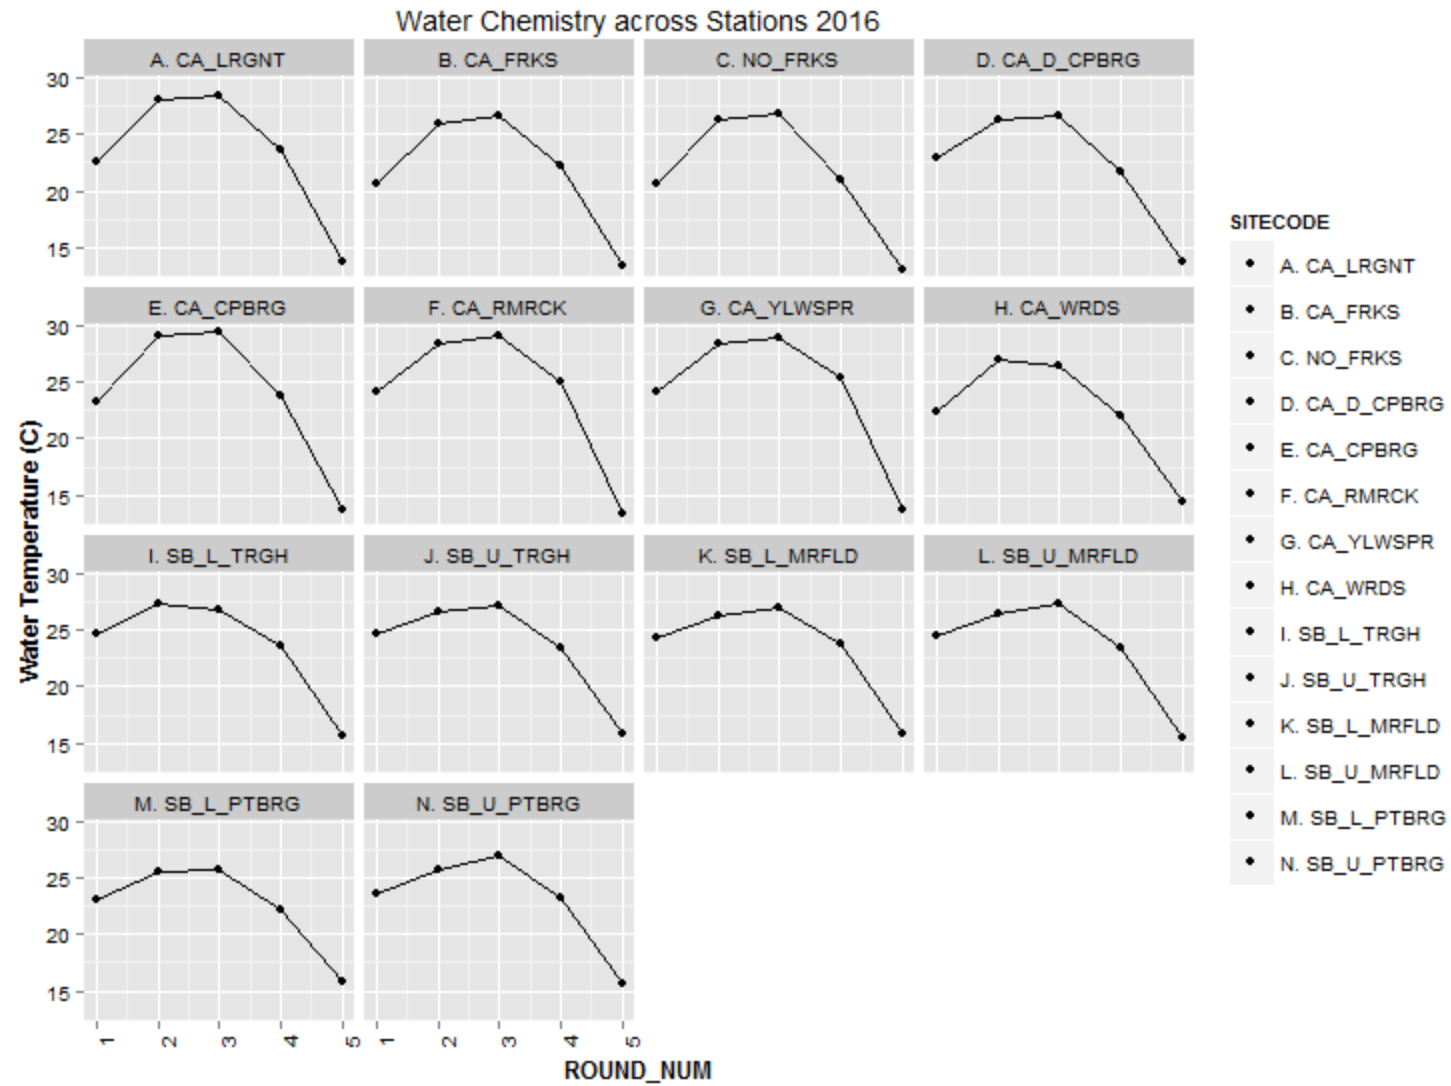 Water Chemistry across Stations 2016
A. CA_LRGNT
B. CA_FRKS
C. NO_FRKS
D. CA_D_CPBRG
30
25
20
15
E. CA_CPBRG
F. CA_RMRCK
G. CA_YLWSPR
H. CA_WRDS
30
25
20
15
I. SB_L_TRGH
J. SB_U_TRGH
K. SB_L_MRFLD
L. SB_U_MRFLD
30
25
20
15
M. SB_L_PTBRG
N. SB_U_PTBRG
30
25
20
15
1 2 3 4 5
1 2 3 4 5
Water Temperature (C)
ROUND_NUM
SITECODE
A. CA_LRGNT
B. CA_FRKS
C. NO_FRKS
D. CA_D_CPBRG
E. CA_CPBRG
F. CA_RMRCK
G. CA_YLWSPR
H. CA_WRDS
I. SB_L_TRGH
J. SB_U_TRGH
K. SB_L_MRFLD
L. SB_U_MRFLD
M. SB_L_PTBRG
N. SB_U_PTBRG